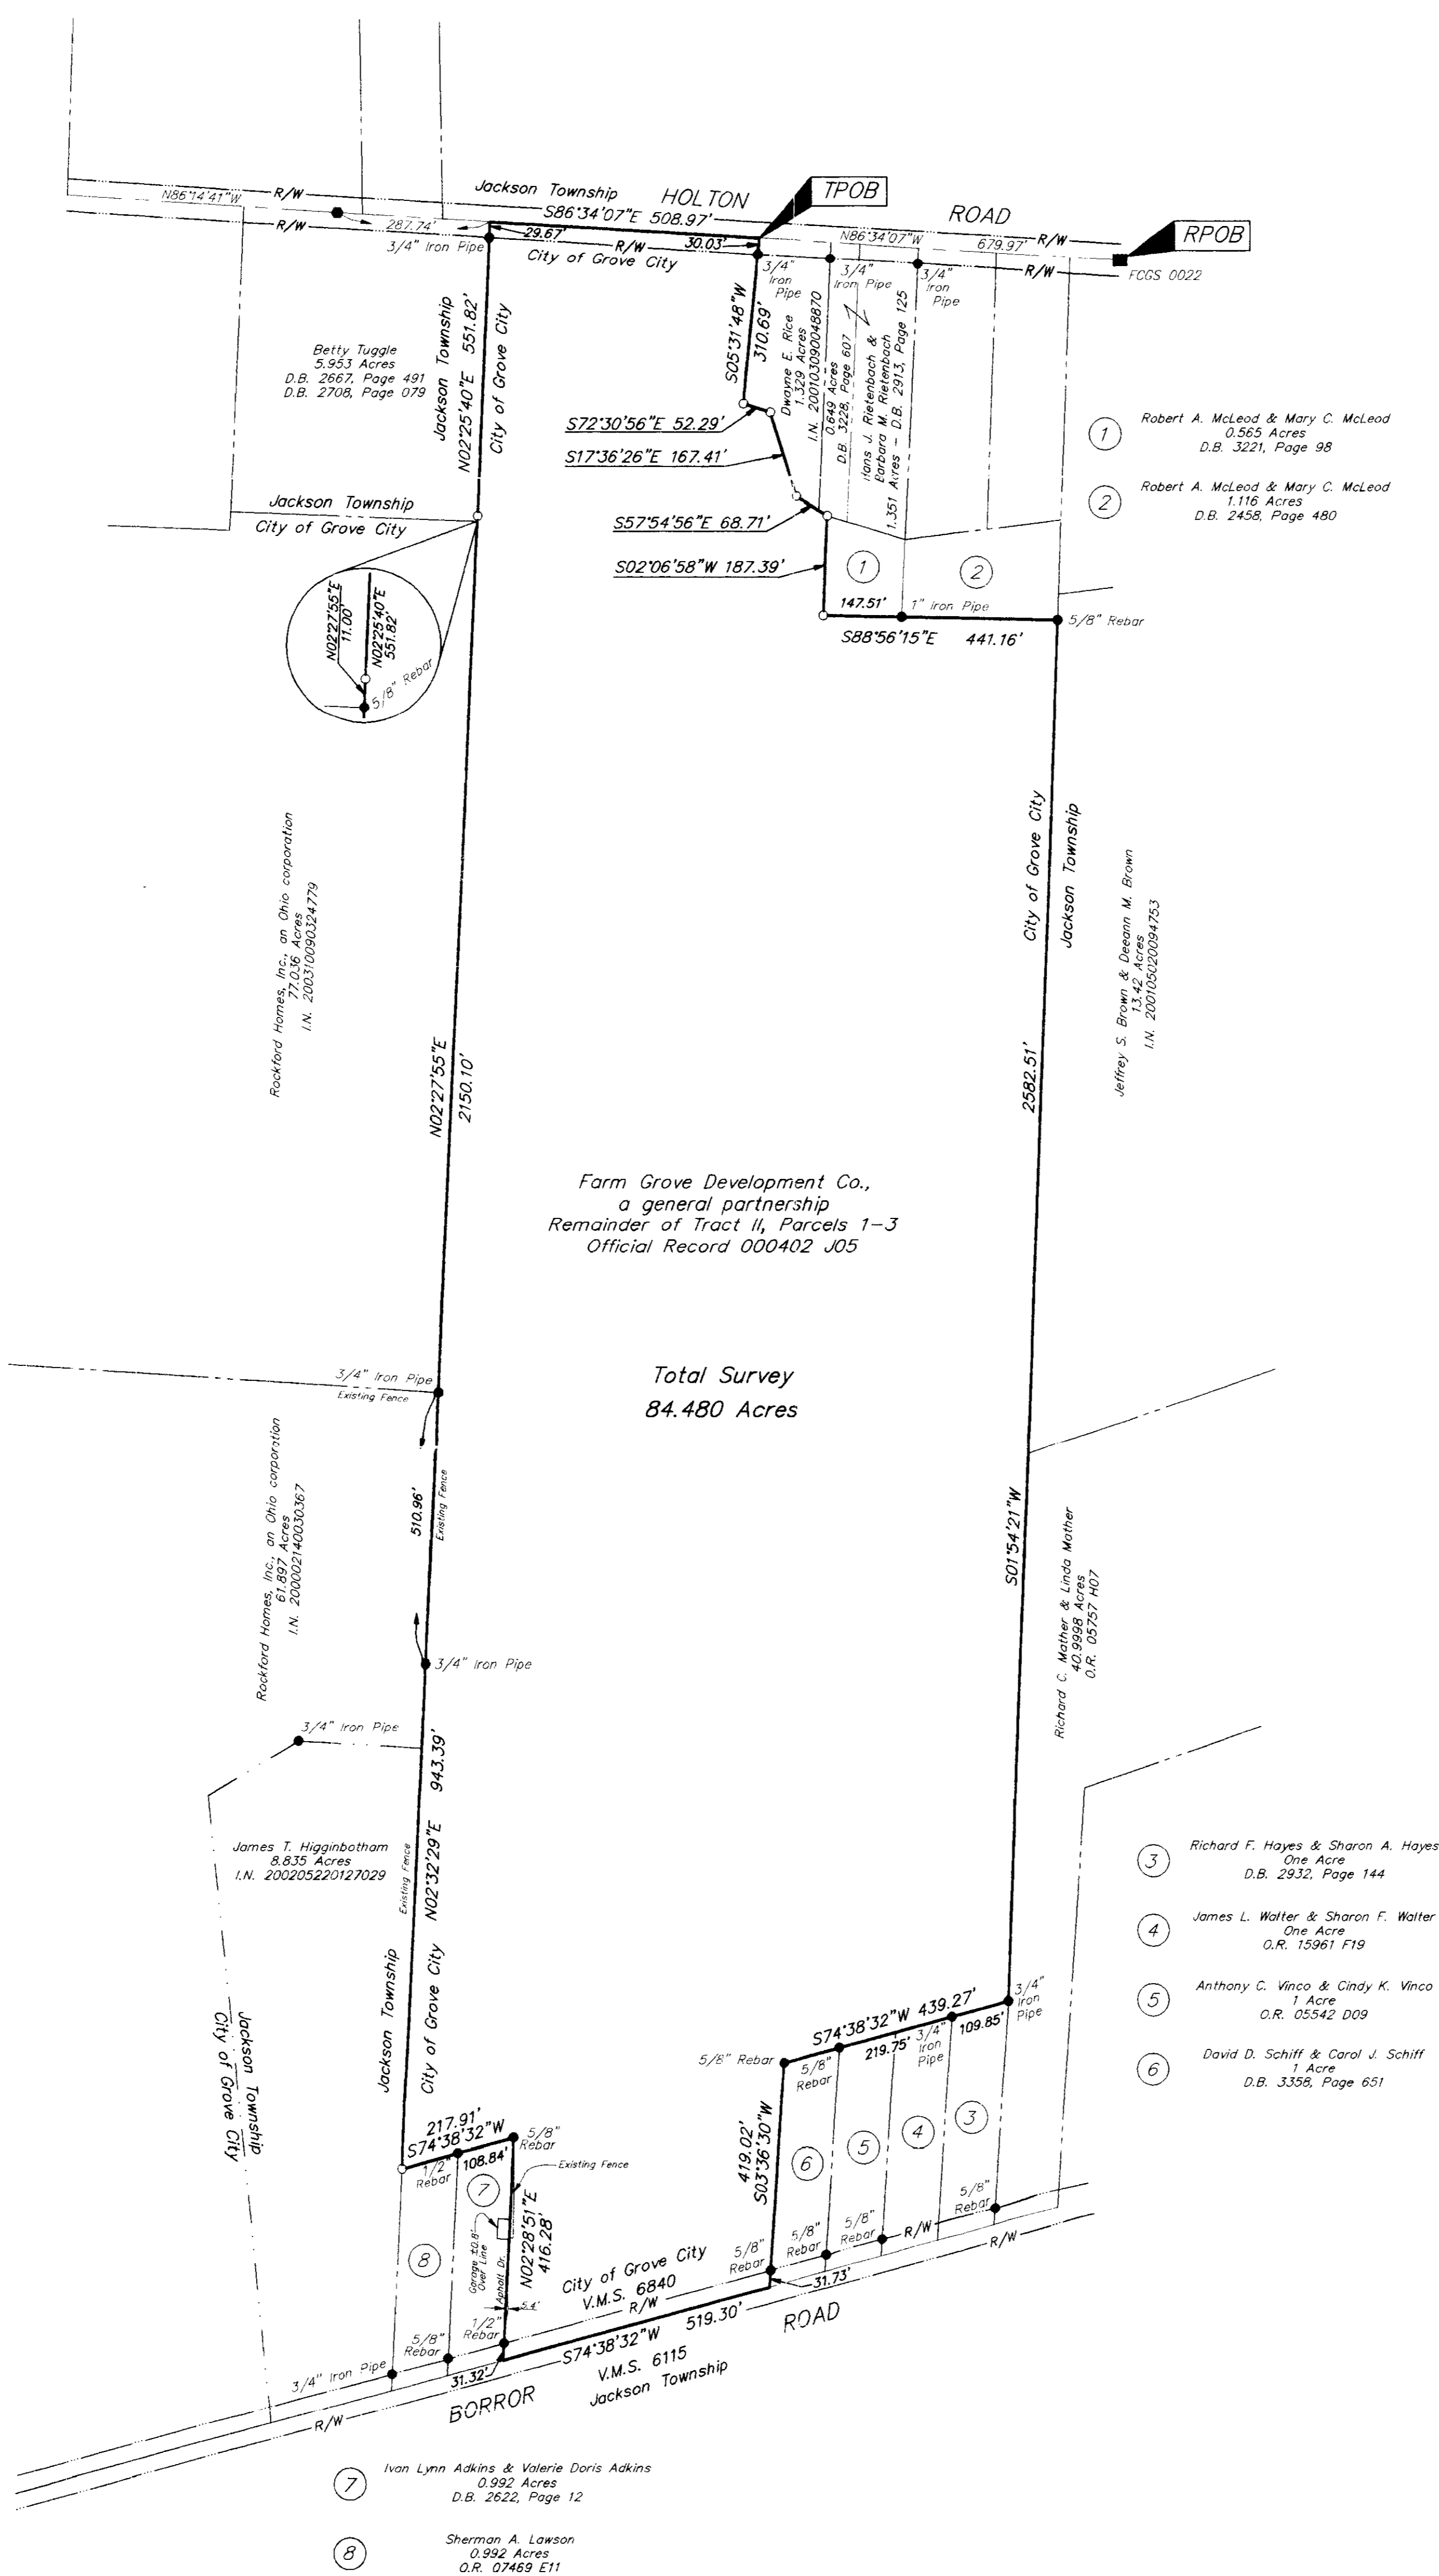 Jackson Township
HOLTON
TPOB
ROAD
RPOB
N86°14'41"W
R/W
S86°34'07"E 508.97'
287.74'
R/W
3/4" Iron Pipe
29.67'
R/W
30.03'
City of Grove City
N86°34'07"W
679.97'
R/W
R/W
FCGS 0022
3/4"
Iron
Pipe
3/4"
Iron Pipe
3/4"
Iron
Pipe
Jackson Township
N02°25'40"E 551.82'
City of Grove City
Betty Tuggle
5.953 Acres
D.B. 2667, Page 491
D.B. 2708, Page 079
S05°31'48"W
310.69'
Dwayne E. Rice
1.329 Acres
I.N. 200103090048870
0.649 Acres
D.B. 3228, Page 607
Hans J. Rietenbach &
Barbara M. Rietenbach
1.351 Acres - D.B. 2913, Page 125
S72°30'56"E 52.29'
S17°36'26"E 167.41'
S57°54'56"E 68.71'
S02°06'58"W 187.39'
1
Robert A. McLeod & Mary C. McLeod
0.565 Acres
D.B. 3221, Page 98
2
Robert A. McLeod & Mary C. McLeod
1.116 Acres
D.B. 2458, Page 480
Jackson Township
City of Grove City
N02°27'55"E
11.00'
N02°25'40"E
551.82'
5/8" Rebar
1
2
147.51'
1" Iron Pipe
5/8" Rebar
S88°56'15"E 441.16'
Rockford Homes, Inc., an Ohio corporation
77.036 Acres
I.N. 200310090324779
City of Grove City
Jackson Township
Jeffrey S. Brown & Deeann M. Brown
13.42 Acres
I.N. 200105020094753
N02°27'55"E
2150.10'
2582.51'
Farm Grove Development Co.,
a general partnership
Remainder of Tract II, Parcels 1-3
Official Record 000402 J05
3/4" Iron Pipe
Existing Fence
Total Survey
84.480 Acres
Rockford Homes, Inc., an Ohio corporation
61.897 Acres
I.N. 200002140030367
510.96'
Existing Fence
S01°54'21"W
Richard C. Mather & Linda Mather
40.9998 Acres
O.R. 05757 H07
3/4" Iron Pipe
3/4" Iron Pipe
943.39'
N02°32'29"E
Existing Fence
James T. Higginbotham
8.835 Acres
I.N. 200205220127029
Jackson Township
City of Grove City
Jackson Township
City of Grove City
3
Richard F. Hayes & Sharon A. Hayes
One Acre
D.B. 2932, Page 144
4
James L. Walter & Sharon F. Walter
One Acre
O.R. 15961 F19
5
Anthony C. Vinco & Cindy K. Vinco
1 Acre
O.R. 05542 D09
6
David D. Schiff & Carol J. Schiff
1 Acre
D.B. 3358, Page 651
S74°38'32"W 439.27'
3/4"
Iron
Pipe
109.85'
219.75'
3/4"
Iron
Pipe
5/8" Rebar
5/8"
Rebar
419.02'
S03°36'30"W
6
5
4
3
217.91'
S74°38'32"W
5/8"
Rebar
1/2"
Rebar
108.84'
7
Existing Fence
8
Garage ±0.8'
Over Line
Aphalt Dr.
N02°28'51"E
416.28'
5.4'
City of Grove City
V.M.S. 6840
R/W
5/8"
Rebar
5/8"
Rebar
5/8"
Rebar
5/8"
Rebar
R/W
R/W
31.73'
S74°38'32"W 519.30'
ROAD
V.M.S. 6115
Jackson Township
1/2"
Rebar
5/8"
Rebar
3/4" Iron Pipe
31.32'
BORROR
R/W
7
Ivan Lynn Adkins & Valerie Doris Adkins
0.992 Acres
D.B. 2622, Page 12
8
Sherman A. Lawson
0.992 Acres
O.R. 07469 E11